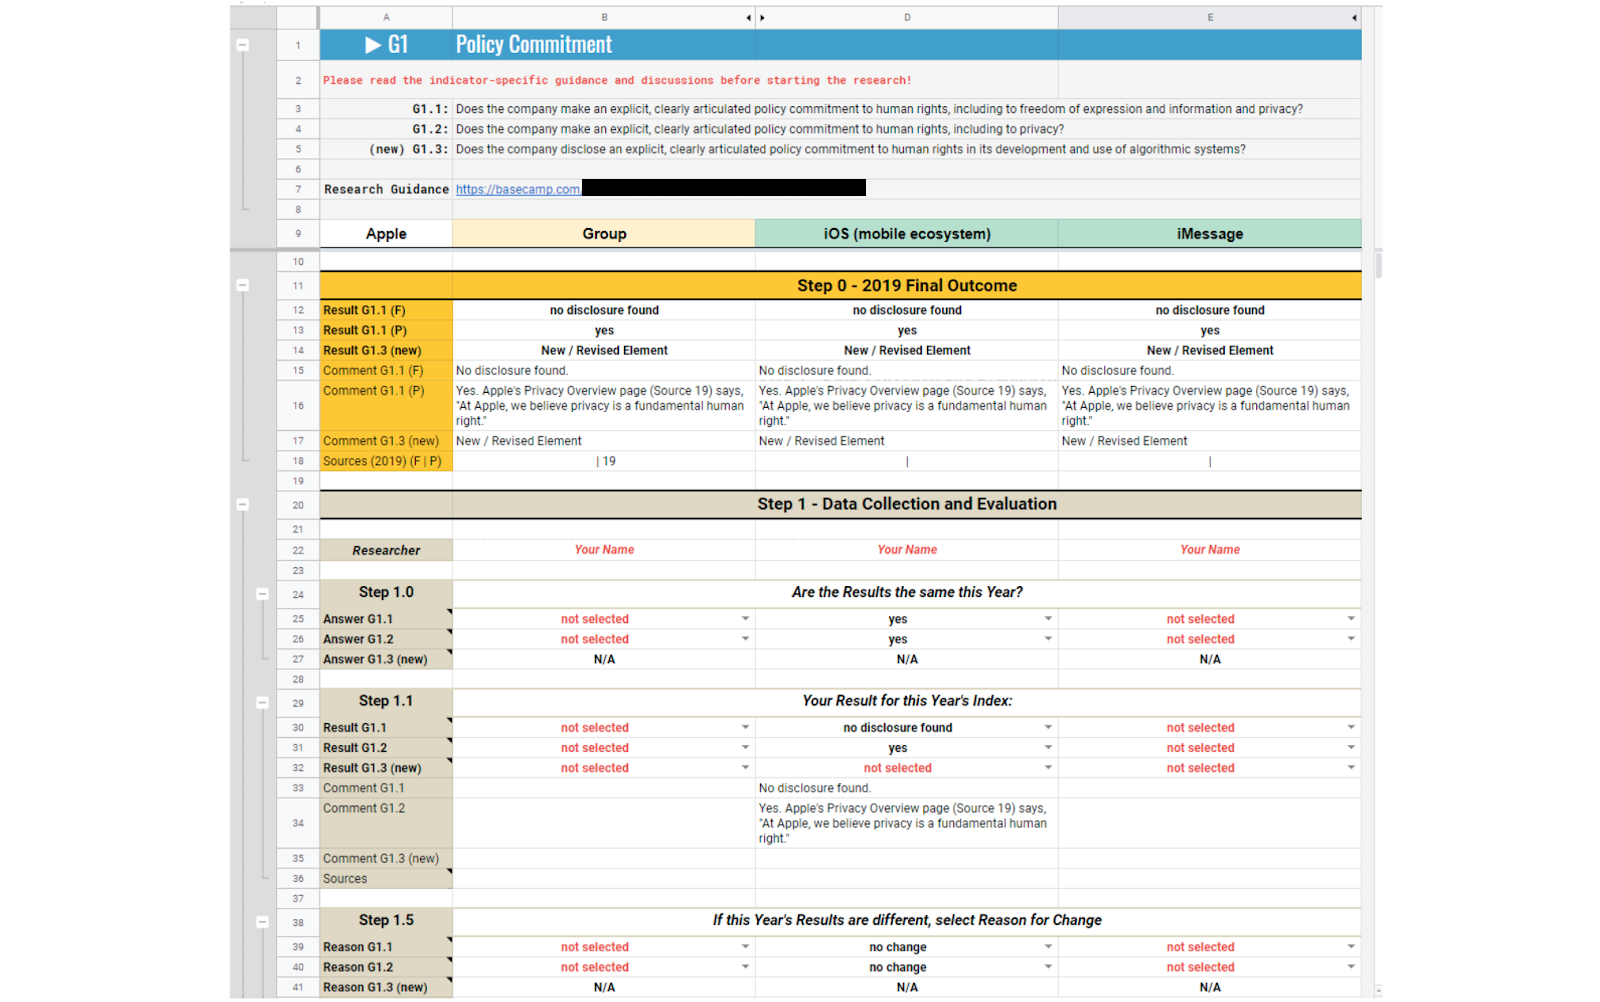 A B D E
1 ▶ G1 Policy Commitment
2 Please read the indicator-specific guidance and discussions before starting the research!
3 G1.1: Does the company make an explicit, clearly articulated policy commitment to human rights, including to freedom of expression and information and privacy?
4 G1.2: Does the company make an explicit, clearly articulated policy commitment to human rights, including to privacy?
5 (new) G1.3: Does the company disclose an explicit, clearly articulated policy commitment to human rights in its development and use of algorithmic systems?
6
7 Research Guidance https://basecamp.com
8
9 Apple Group iOS (mobile ecosystem) iMessage
10
11 Step 0 - 2019 Final Outcome
12 Result G1.1 (F) no disclosure found no disclosure found no disclosure found
13 Result G1.1 (P) yes yes yes
14 Result G1.3 (new) New / Revised Element New / Revised Element New / Revised Element
15 Comment G1.1 (F) No disclosure found. No disclosure found. No disclosure found.
Comment G1.1 (P) Yes. Apple's Privacy Overview page (Source 19) says, Yes. Apple's Privacy Overview page (Source 19) says, Yes. Apple's Privacy Overview page (Source 19) says,
16 "At Apple, we believe privacy is a fundamental human "At Apple, we believe privacy is a fundamental human "At Apple, we believe privacy is a fundamental human
right." right." right."
17 Comment G1.3 (new) New / Revised Element New / Revised Element New / Revised Element
18 Sources (2019) (F | P) | 19 | |
19
20 Step 1 - Data Collection and Evaluation
21
22 Researcher Your Name Your Name Your Name
23
24 Step 1.0 Are the Results the same this Year?
25 Answer G1.1 not selected yes not selected
26 Answer G1.2 not selected yes not selected
27 Answer G1.3 (new) N/A N/A N/A
28
29 Step 1.1 Your Result for this Year's Index:
30 Result G1.1 not selected no disclosure found not selected
31 Result G1.2 not selected yes not selected
32 Result G1.3 (new) not selected not selected not selected
33 Comment G1.1 No disclosure found.
Comment G1.2 Yes. Apple's Privacy Overview page (Source 19) says,
34 "At Apple, we believe privacy is a fundamental human
right."
35 Comment G1.3 (new)
36 Sources
37
38 Step 1.5 If this Year's Results are different, select Reason for Change
39 Reason G1.1 not selected no change not selected
40 Reason G1.2 not selected no change not selected
41 Reason G1.3 (new) N/A N/A N/A